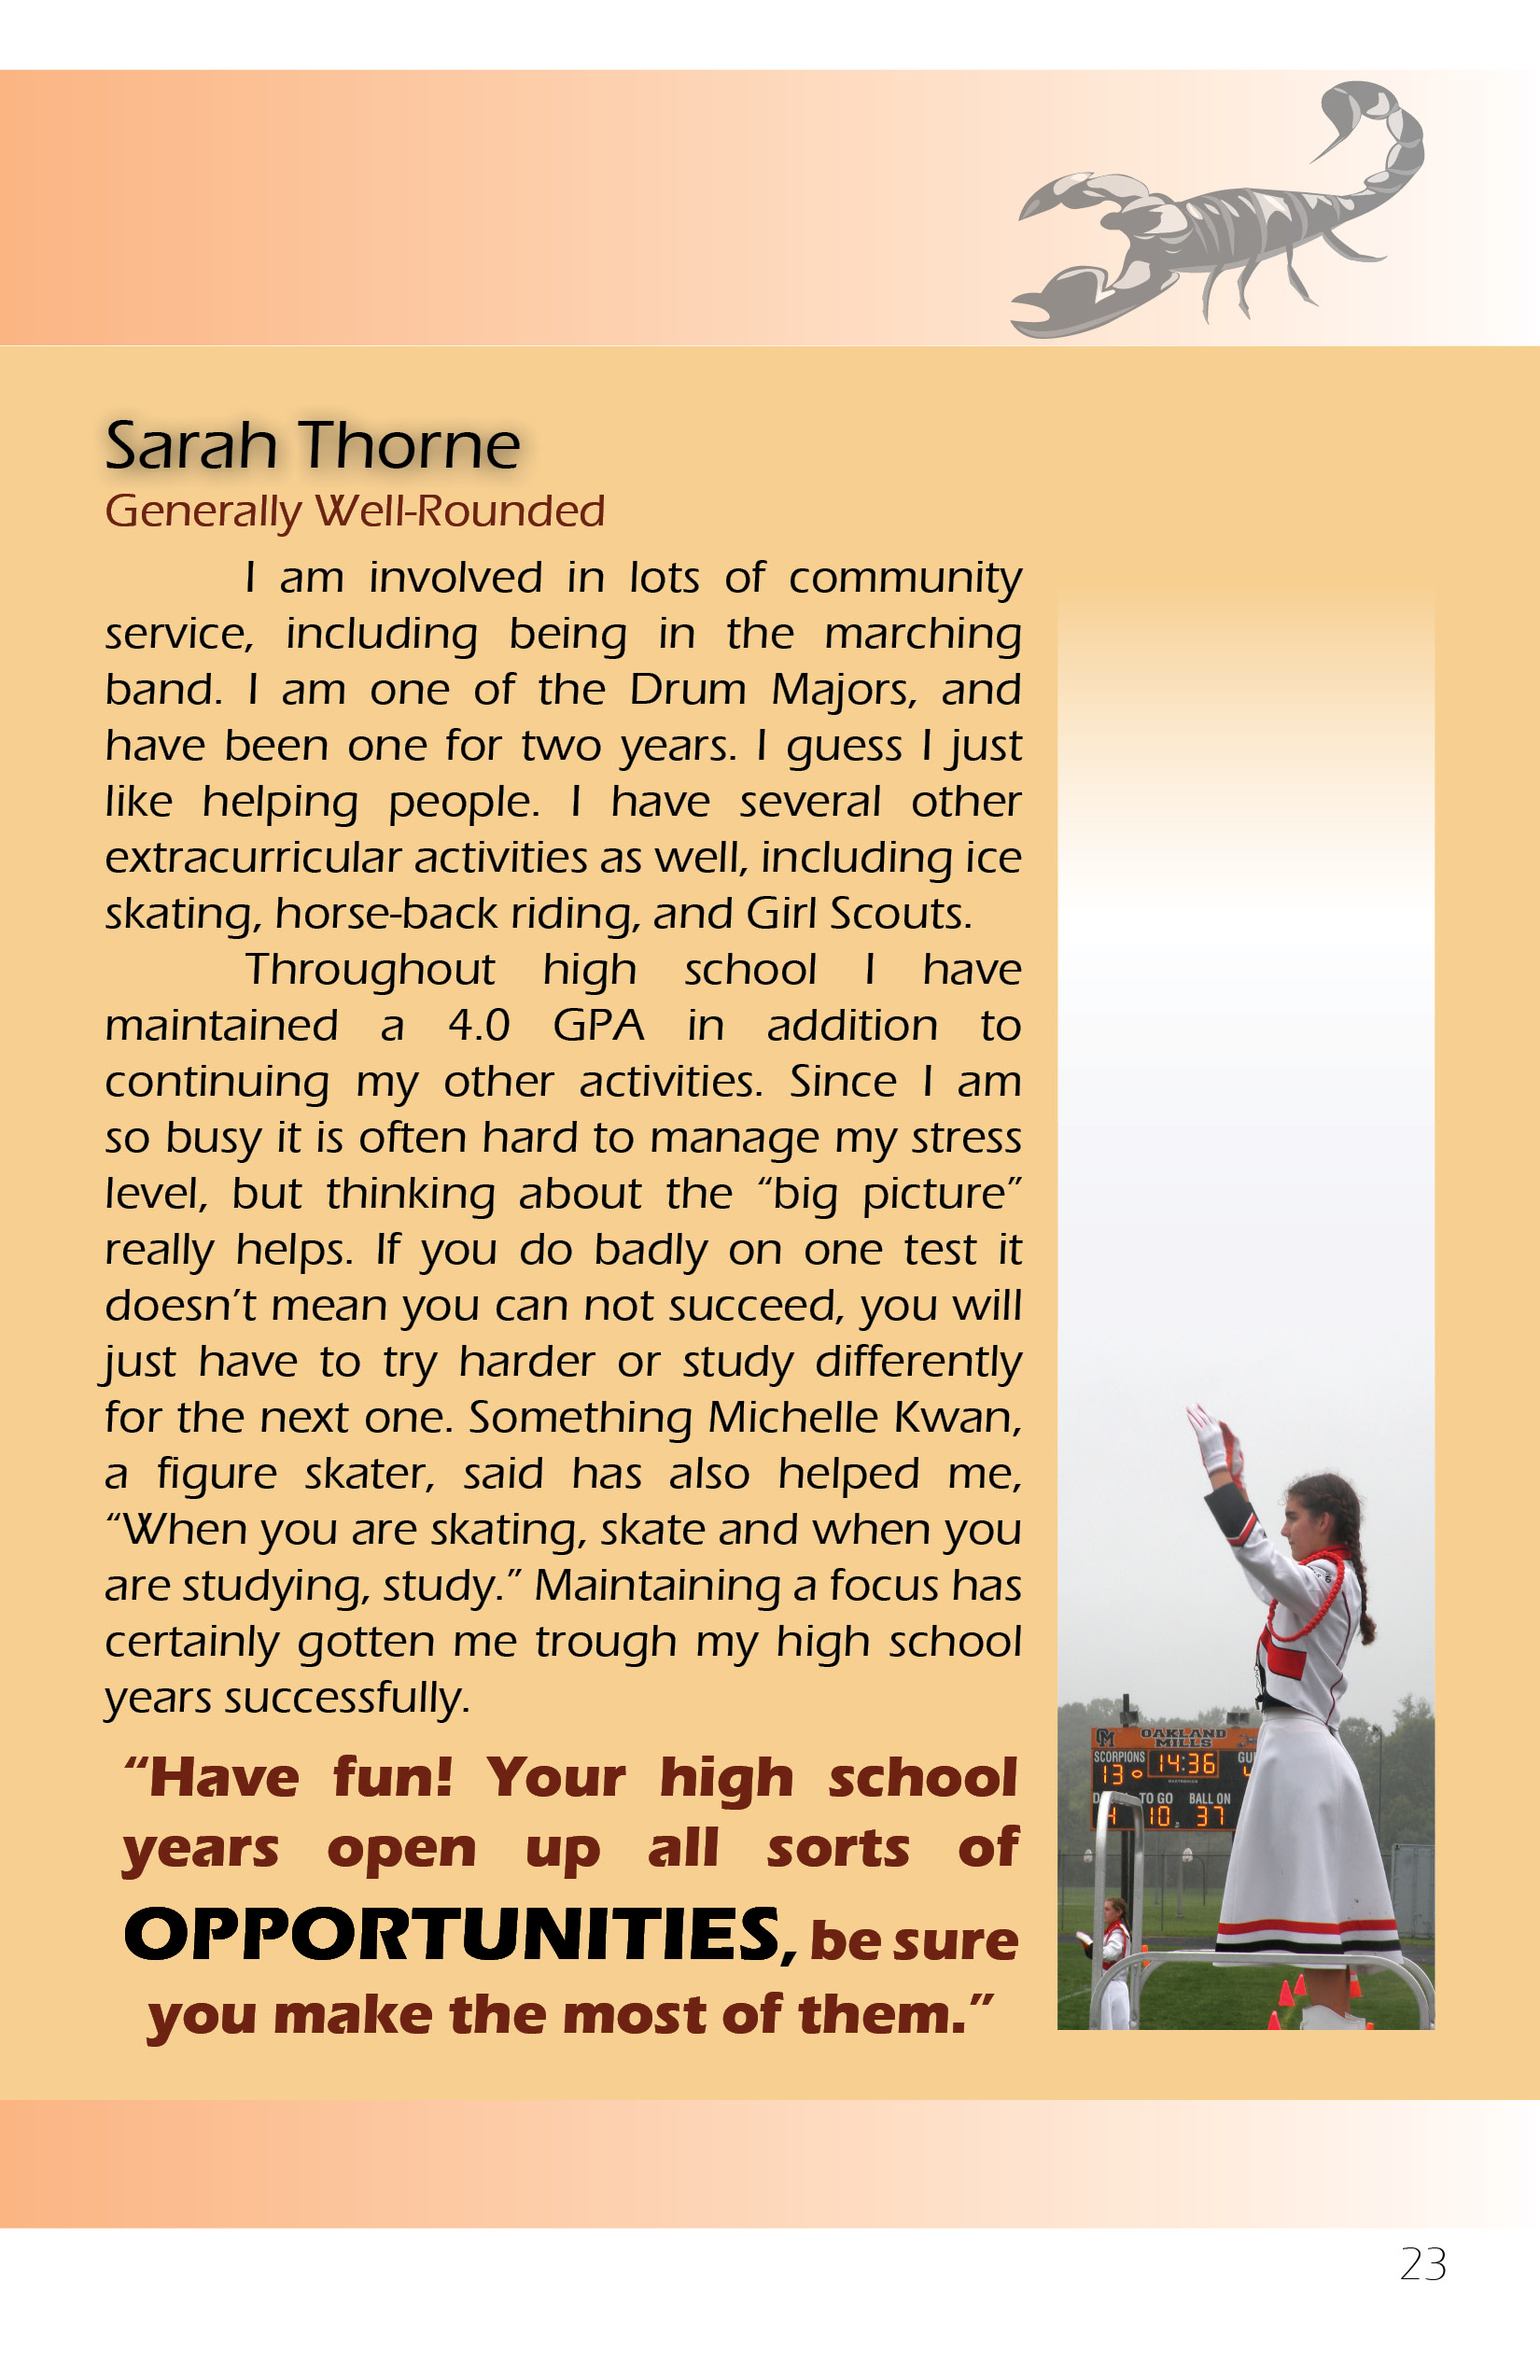 Sarah Thorne
Generally Well-Rounded
I am involved in lots of community
service, including being in the marching
band. I am one of the Drum Majors, and
have been one for two years. I guess I just
like helping people. I have several other
extracurricular activities as well, including ice
skating, horse-back riding, and Girl Scouts.
Throughout high school I have
maintained a 4.0 GPA in addition to
continuing my other activities. Since I am
so busy it is often hard to manage my stress
level, but thinking about the “big picture”
really helps. If you do badly on one test it
doesn’t mean you can not succeed, you will
just have to try harder or study differently
for the next one. Something Michelle Kwan,
a figure skater, said has also helped me,
“When you are skating, skate and when you
are studying, study.” Maintaining a focus has
certainly gotten me trough my high school
years successfully.
“Have fun! Your high school
years open up all sorts of
OPPORTUNITIES, be sure
you make the most of them.”
OM OAKLAND
MILLS
SCORPIONS 14:36 GU
13
TO GO BALL ON
4 10 37
23